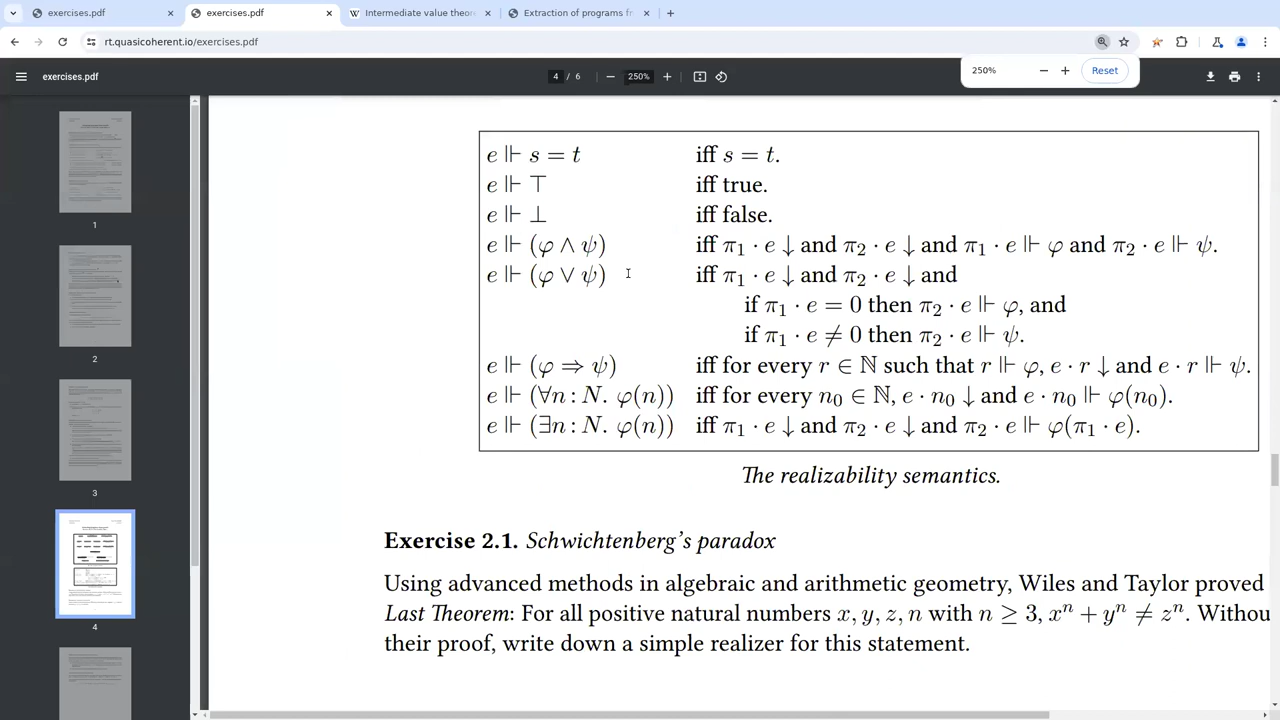 exercises.pdf
exercises.pdf
Intermediate value theor
Extraction of programs fr
rt.quasicoherent.io/exercises.pdf
250%
Reset
exercises.pdf
4 / 6
250%
1
2
3
4
e ⊩ s = t iff s = t.
e ⊩ ⊤ iff true.
e ⊩ ⊥ iff false.
e ⊩ (φ ∧ ψ) iff π₁ · e ↓ and π₂ · e ↓ and π₁ · e ⊩ φ and π₂ · e ⊩ ψ.
e ⊩ (φ ∨ ψ) iff π₁ · e ↓ and π₂ · e ↓ and
if π₁ · e = 0 then π₂ · e ⊩ φ, and
if π₁ · e ≠ 0 then π₂ · e ⊩ ψ.
e ⊩ (φ ⇒ ψ) iff for every r ∈ ℕ such that r ⊩ φ, e · r ↓ and e · r ⊩ ψ.
e ⊩ (∀n : N. φ(n)) iff for every n₀ ∈ ℕ, e · n₀ ↓ and e · n₀ ⊩ φ(n₀).
e ⊩ (∃n : N. φ(n)) iff π₁ · e ↓ and π₂ · e ↓ and π₂ · e ⊩ φ(π₁ · e).
The realizability semantics.
Exercise 2.1. Schwichtenberg's paradox
Using advanced methods in algebraic and arithmetic geometry, Wiles and Taylor proved
Last Theorem: For all positive natural numbers x, y, z, n with n ≥ 3, xⁿ + yⁿ ≠ zⁿ. Withou
their proof, write down a simple realizer for this statement.